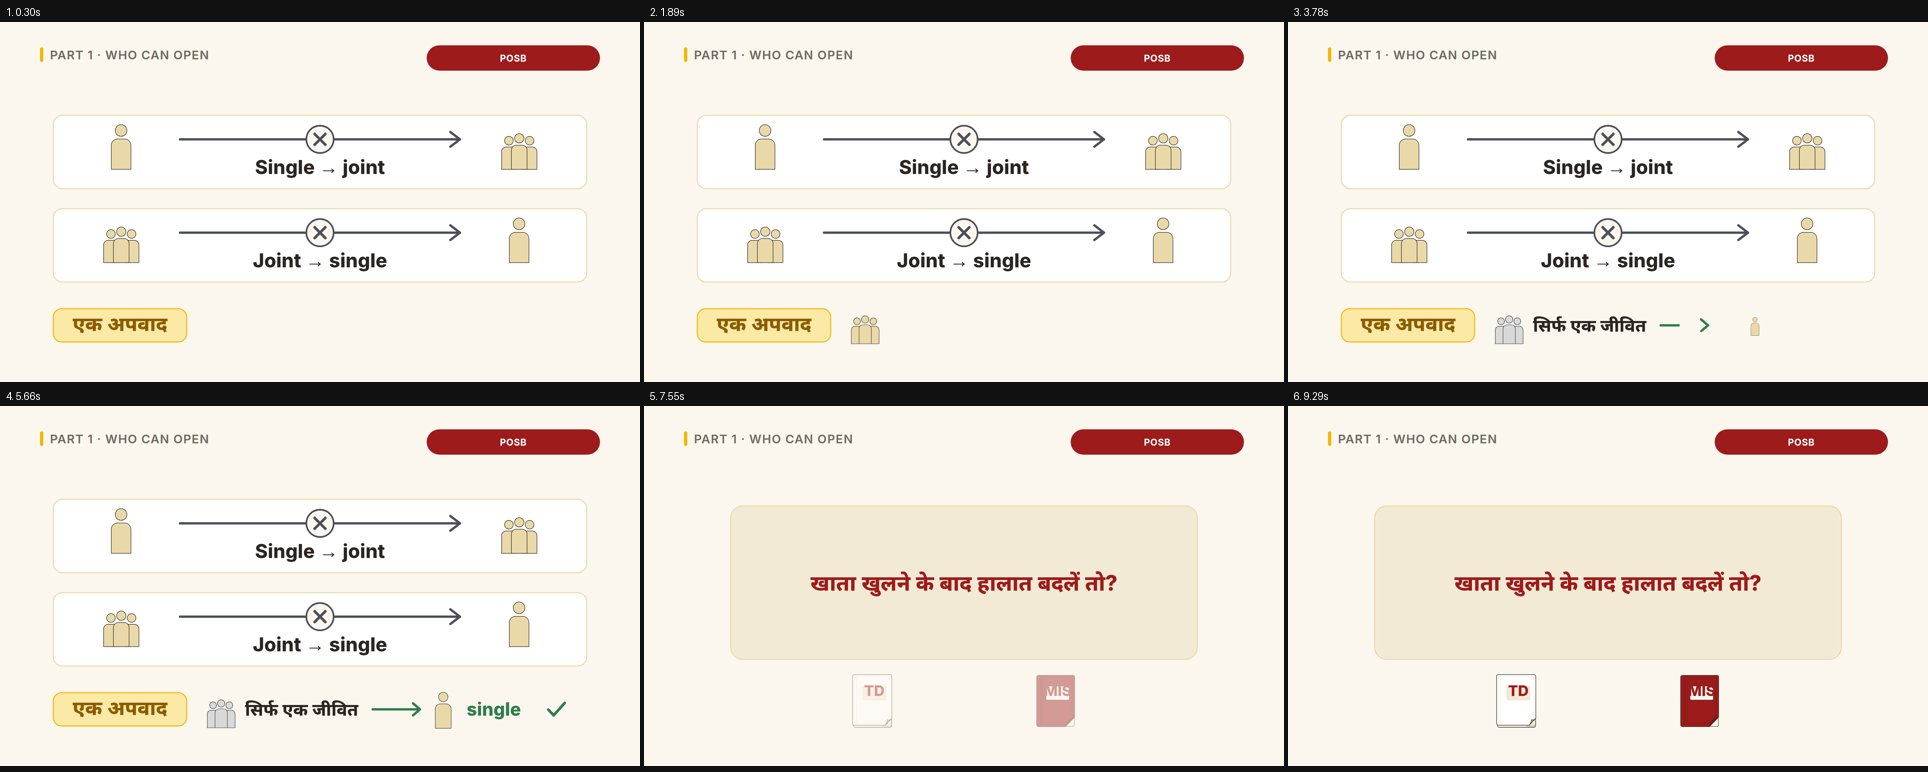 1. 0.30s
PART 1 · WHO CAN OPEN
POSB
Single → joint
Joint → single
एक अपवाद
2. 1.89s
PART 1 · WHO CAN OPEN
POSB
Single → joint
Joint → single
एक अपवाद
3. 3.78s
PART 1 · WHO CAN OPEN
POSB
Single → joint
Joint → single
एक अपवाद सिर्फ एक जीवित
4. 5.66s
PART 1 · WHO CAN OPEN
POSB
Single → joint
Joint → single
एक अपवाद सिर्फ एक जीवित single
5. 7.55s
PART 1 · WHO CAN OPEN
POSB
खाता खुलने के बाद हालात बदलें तो?
TD MIS
6. 9.29s
PART 1 · WHO CAN OPEN
POSB
खाता खुलने के बाद हालात बदलें तो?
TD MIS